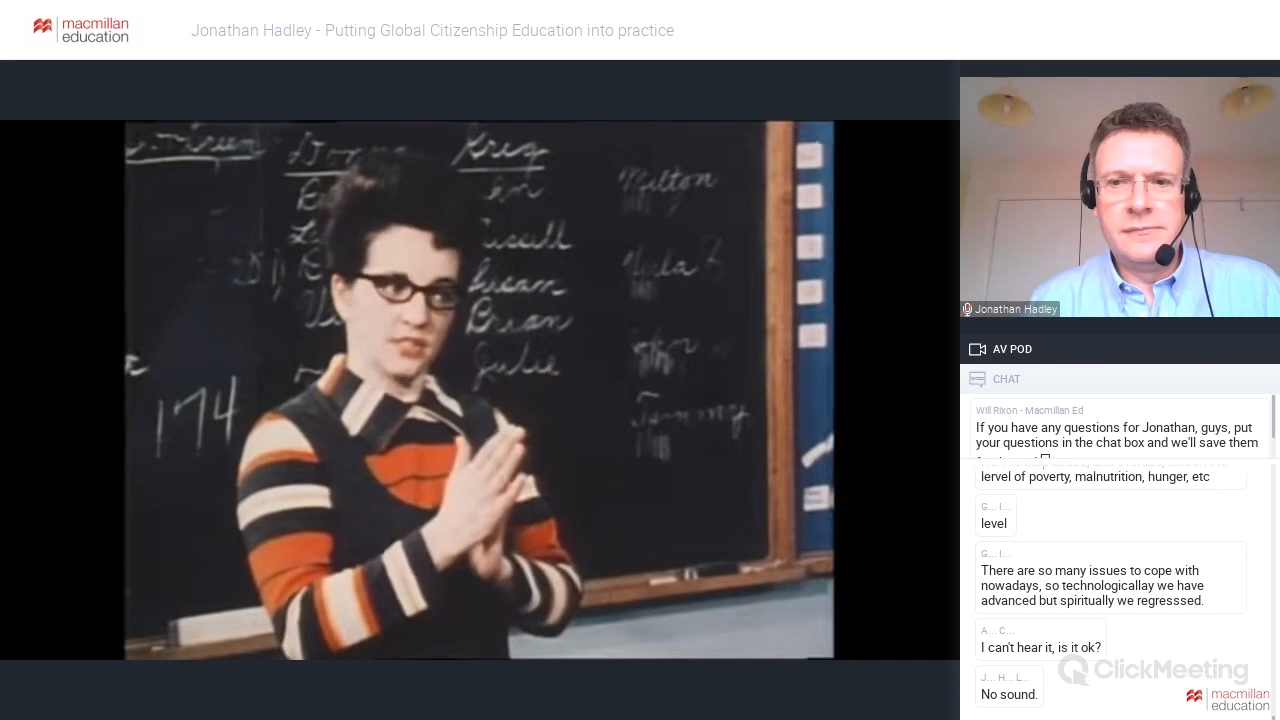 macmillan
education
Jonathan Hadley - Putting Global Citizenship Education into practice
Greg
Milton
Susan
Brian
Julie
Tammy
174
Jonathan Hadley
AV POD
CHAT
Will Rixon - Macmillan Ed
If you have any questions for Jonathan, guys, put
your questions in the chat box and we'll save them
lervel of poverty, malnutrition, hunger, etc
G... I...
level
G... I...
There are so many issues to cope with
nowadays, so technologicallay we have
advanced but spiritually we regresssed.
A... C...
I can't hear it, is it ok?
J... H... L...
No sound.
ClickMeeting
macmillan
education